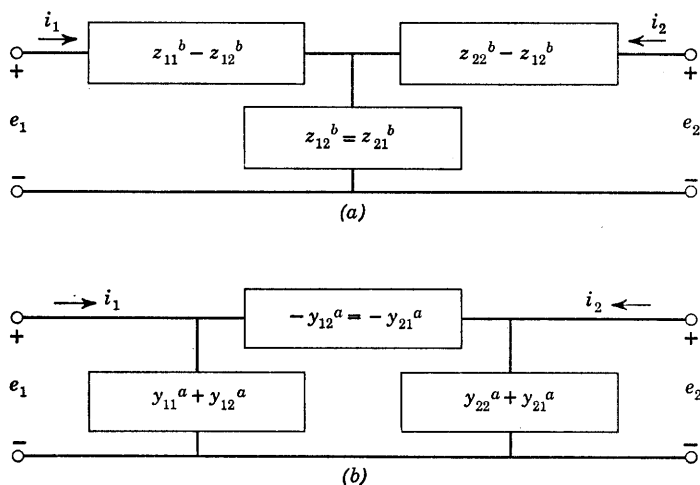 i₁ i₂
z₁₁ᵇ − z₁₂ᵇ z₂₂ᵇ − z₁₂ᵇ
+ +
e₁ z₁₂ᵇ = z₂₁ᵇ e₂
− −
(a)
i₁ −y₁₂ᵃ = −y₂₁ᵃ i₂
+ +
e₁ y₁₁ᵃ + y₁₂ᵃ y₂₂ᵃ + y₂₁ᵃ e₂
− −
(b)